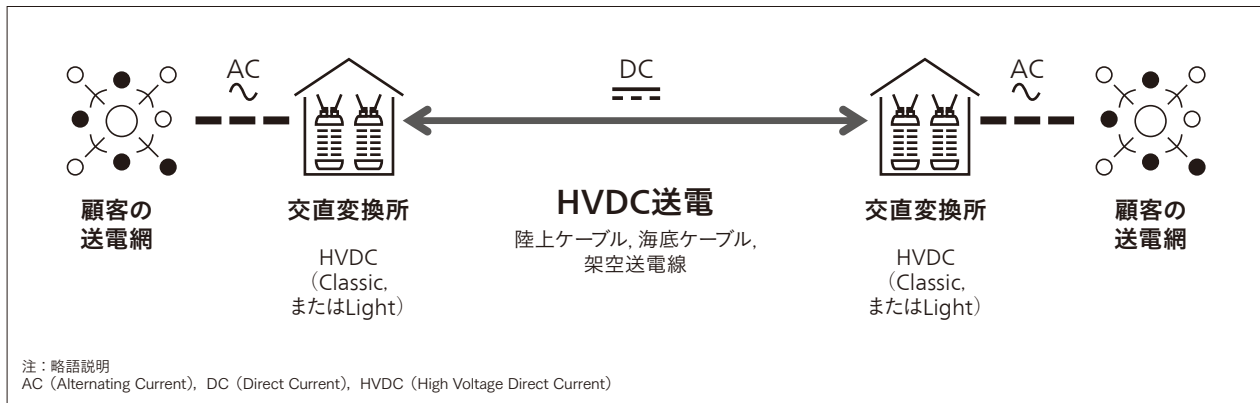 AC
DC
AC
顧客の
送電網
交直変換所
HVDC
（Classic,
またはLight）
HVDC送電
陸上ケーブル, 海底ケーブル,
架空送電線
交直変換所
HVDC
（Classic,
またはLight）
顧客の
送電網
注：略語説明
AC（Alternating Current），DC（Direct Current），HVDC（High Voltage Direct Current）